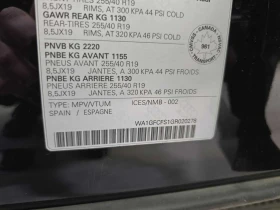 GAWR REAR KG 1130
REAR-TIRES 255/40 R19
8,5JX19 RIMS, AT 320 KPA 46 PSI COLD
PNVB KG 2220
PNBE KG AVANT 1155
PNEUS AVANT 255/40 R19
8,5JX19 JANTES, A 300 KPA 44 PSI FROIDS
PNBE KG ARRIERE 1130
PNEUS ARRIERE 255/40 R19
8,5JX19 JANTES, A 320 KPA 46 PSI FROIDS
TYPE: MPV/VTUM ICES/NMB - 002
CANADA